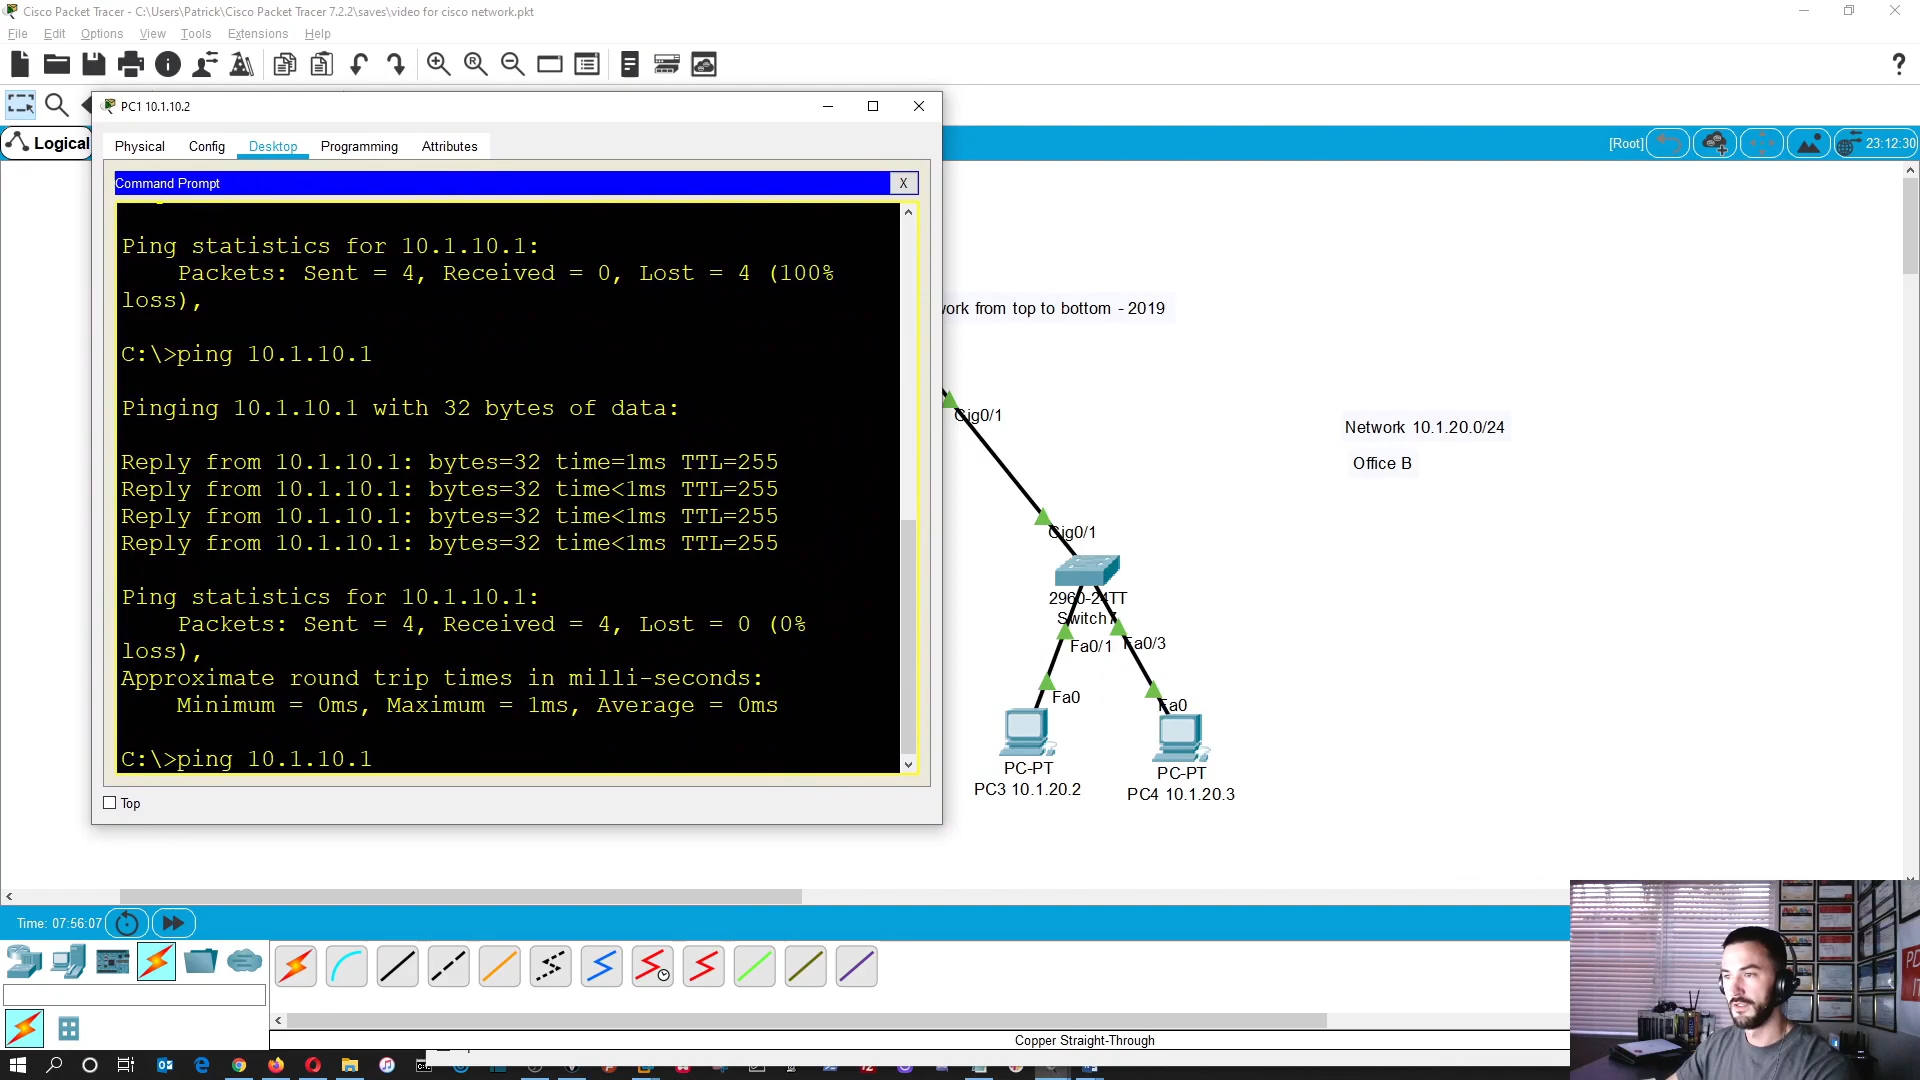 Cisco Packet Tracer - C:\Users\Patrick\Cisco Packet Tracer 7.2.2\saves\video for cisco network.pkt
File Edit Options View Tools Extensions Help
Logical
[Root]
23:12:30
PC1 10.1.10.2
Physical Config Desktop Programming Attributes
Command Prompt
X
Ping statistics for 10.1.10.1:
Packets: Sent = 4, Received = 0, Lost = 4 (100%
loss),
C:\>ping 10.1.10.1
Pinging 10.1.10.1 with 32 bytes of data:
Reply from 10.1.10.1: bytes=32 time=1ms TTL=255
Reply from 10.1.10.1: bytes=32 time<1ms TTL=255
Reply from 10.1.10.1: bytes=32 time<1ms TTL=255
Reply from 10.1.10.1: bytes=32 time<1ms TTL=255
Ping statistics for 10.1.10.1:
Packets: Sent = 4, Received = 4, Lost = 0 (0%
loss),
Approximate round trip times in milli-seconds:
Minimum = 0ms, Maximum = 1ms, Average = 0ms
C:\>ping 10.1.10.1
Top
from top to bottom - 2019
Gig0/1
Network 10.1.20.0/24
Office B
Gig0/1
2960-24TT
Switch7
Fa0/1
Fa0/3
Fa0
Fa0
PC-PT
PC3 10.1.20.2
PC-PT
PC4 10.1.20.3
Time: 07:56:07
Copper Straight-Through